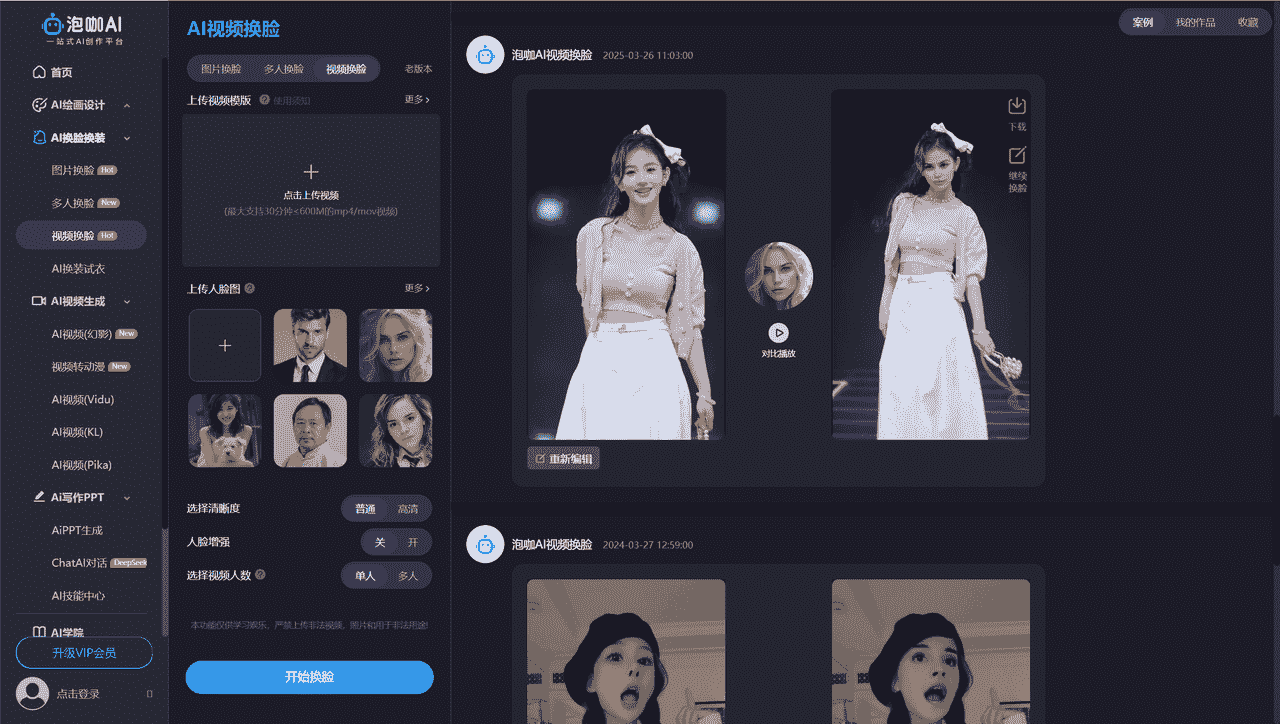 泡咖AI
一站式AI创作平台
首页
AI绘画设计
AI换脸换装
图片换脸 Hot
多人换脸 New
视频换脸 Hot
AI换装试衣
AI视频生成
AI视频(幻影) New
视频转动漫 New
AI视频(Vidu)
AI视频(KL)
AI视频(Pika)
Ai写作PPT
AiPPT生成
ChatAI对话 DeepSeek
AI技能中心
AI学院
升级VIP会员
点击登录
AI视频换脸
图片换脸 多人换脸 视频换脸 老版本
上传视频模版 ? 使用须知 更多 >
点击上传视频
(最大支持30分钟≤600M的mp4/mov视频)
上传人脸图 ? 更多 >
选择清晰度 普通 高清
人脸增强 关 开
选择视频人数 ? 单人 多人
本功能仅供学习娱乐，严禁上传非法视频，照片和用于非法用途!
开始换脸
案例 我的作品 收藏
泡咖AI视频换脸 2025-03-26 11:03:00
下载
继续
换脸
对比播放
重新编辑
泡咖AI视频换脸 2024-03-27 12:59:00